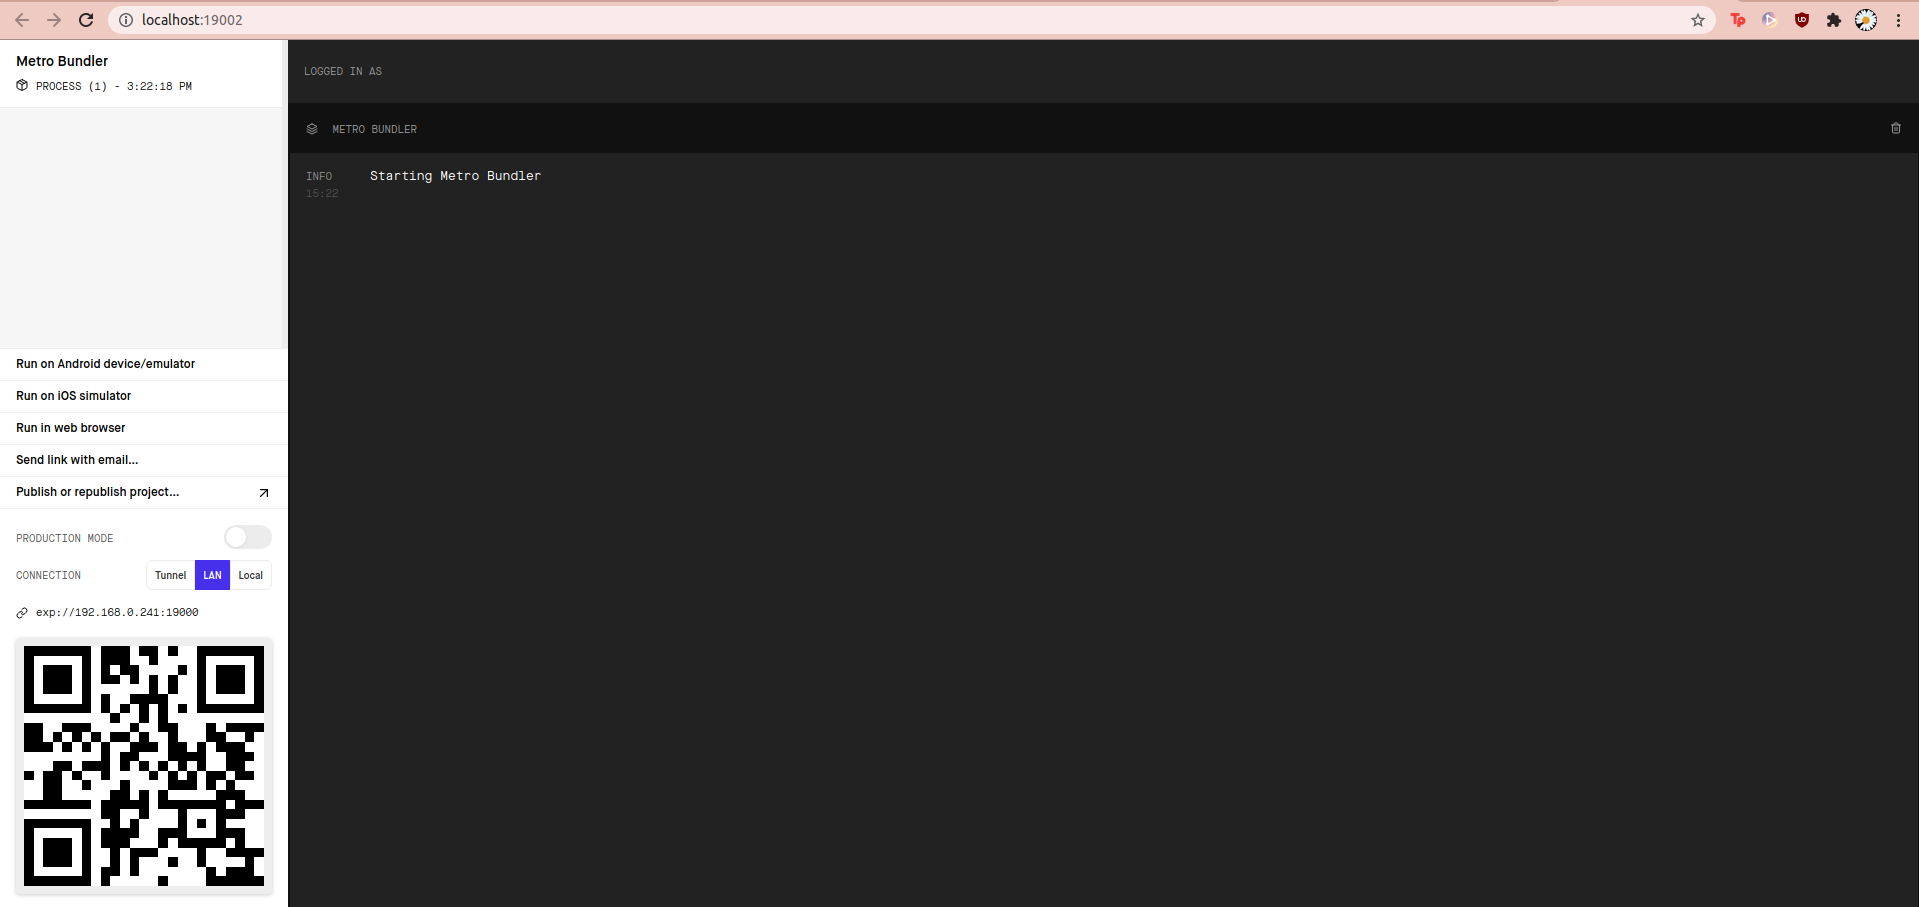 localhost:19002
Tp
Metro Bundler
PROCESS (1) - 3:22:18 PM
LOGGED IN AS
METRO BUNDLER
INFO
Starting Metro Bundler
15:22
Run on Android device/emulator
Run on iOS simulator
Run in web browser
Send link with email…
Publish or republish project…
PRODUCTION MODE
CONNECTION
Tunnel
LAN
Local
exp://192.168.0.241:19000